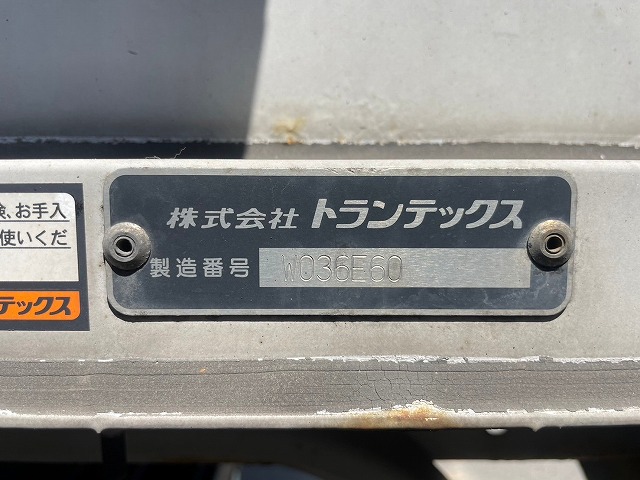 株式会社 トランテックス
製造番号 W036E60
、お手入
使いくだ
テックス